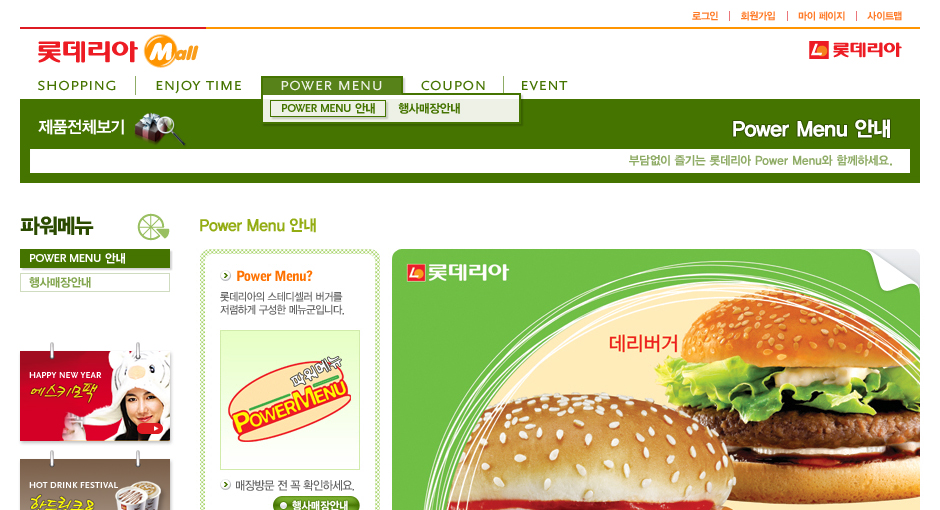 로그인 회원가입 마이 페이지 사이트맵
롯데리아 Mall
롯데리아
SHOPPING ENJOY TIME POWER MENU COUPON EVENT
POWER MENU 안내 행사매장안내
제품전체보기
Power Menu 안내
부담없이 즐기는 롯데리아 Power Menu와 함께하세요.
파워메뉴
POWER MENU 안내
행사매장안내
HAPPY NEW YEAR
에스키모팩
HOT DRINK FESTIVAL
Power Menu 안내
Power Menu?
롯데리아의 스테디셀러 버거를
저렴하게 구성한 메뉴군입니다.
파워메뉴
POWERMENU
매장방문 전 꼭 확인하세요.
행사매장안내
롯데리아
데리버거